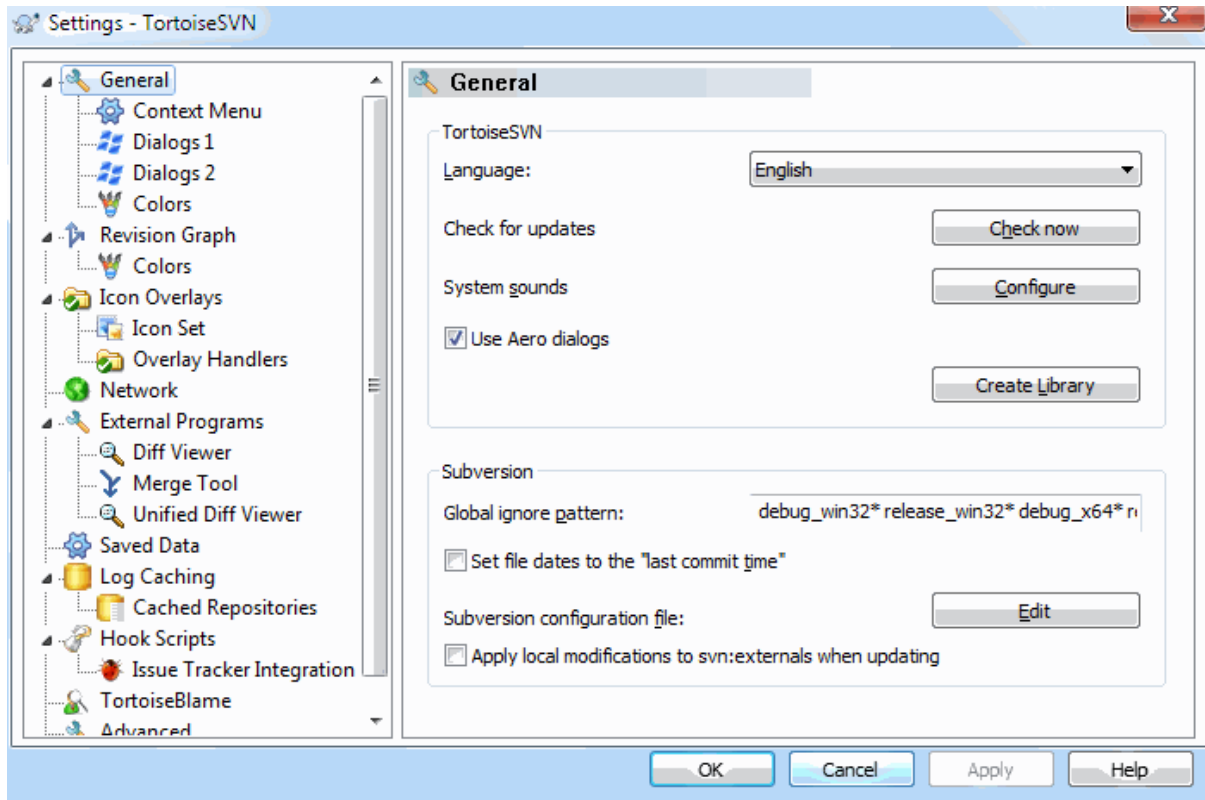 Settings - TortoiseSVN
General
Context Menu
Dialogs 1
Dialogs 2
Colors
Revision Graph
Colors
Icon Overlays
Icon Set
Overlay Handlers
Network
External Programs
Diff Viewer
Merge Tool
Unified Diff Viewer
Saved Data
Log Caching
Cached Repositories
Hook Scripts
Issue Tracker Integration
TortoiseBlame
Advanced
General
TortoiseSVN
Language: English
Check for updates Check now
System sounds Configure
Use Aero dialogs
Create Library
Subversion
Global ignore pattern: debug_win32* release_win32* debug_x64*
Set file dates to the "last commit time"
Subversion configuration file: Edit
Apply local modifications to svn:externals when updating
OK Cancel Apply Help